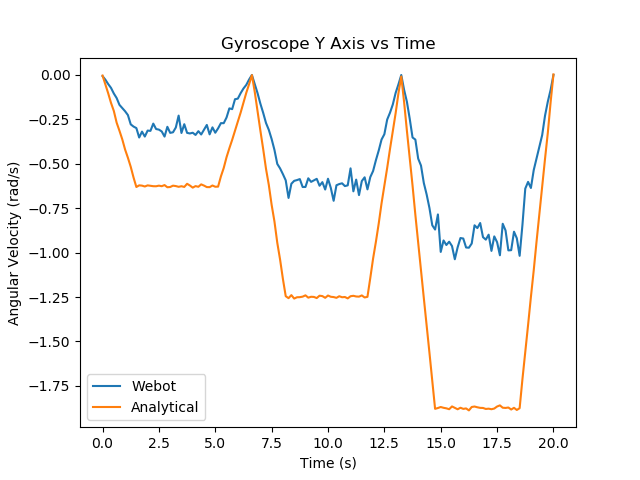 Gyroscope Y Axis vs Time
Angular Velocity (rad/s)
0.00
−0.25
−0.50
−0.75
−1.00
−1.25
−1.50
−1.75
Webot
Analytical
0.0 2.5 5.0 7.5 10.0 12.5 15.0 17.5 20.0
Time (s)